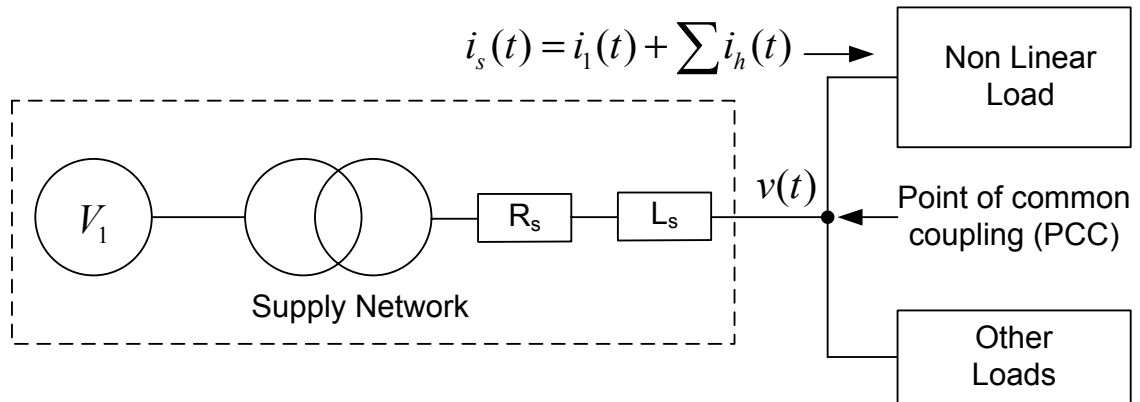 i_s(t) = i_1(t) + ∑ i_h(t)
Non Linear
Load
V_1
R_s
L_s
v(t)
Point of common
coupling (PCC)
Supply Network
Other
Loads